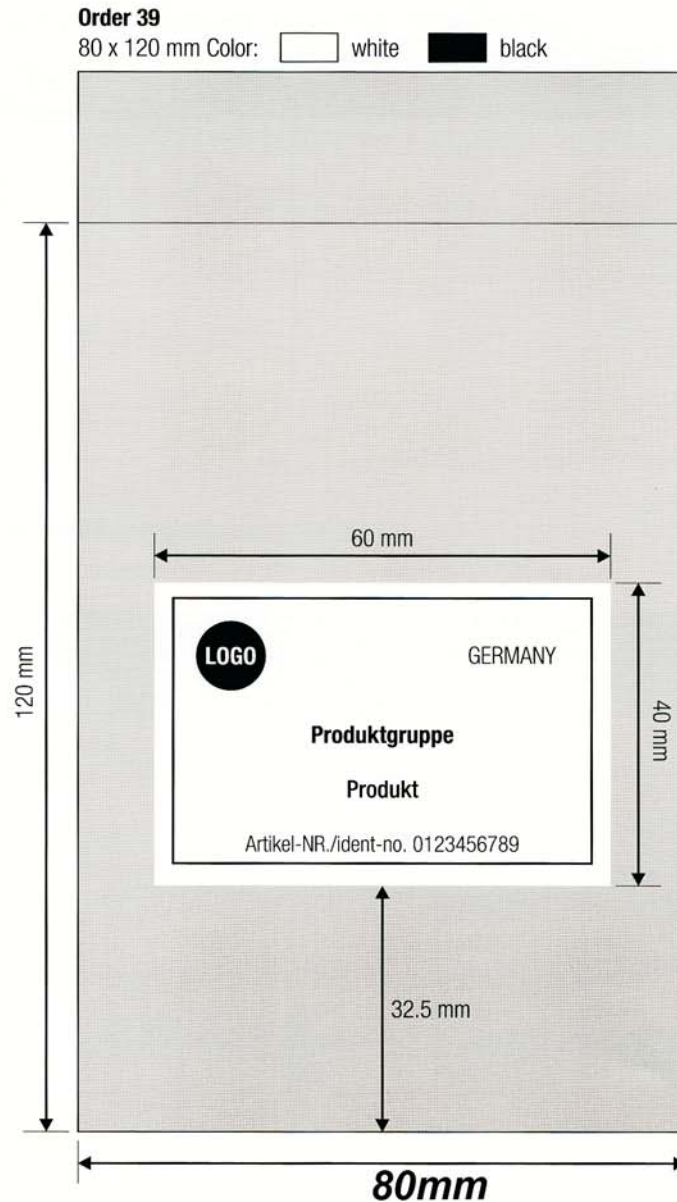 Order 39
80 x 120 mm Color: white black
60 mm
120 mm
LOGO GERMANY
40 mm
Produktgruppe
Produkt
Artikel-NR./ident-no. 0123456789
32.5 mm
80mm